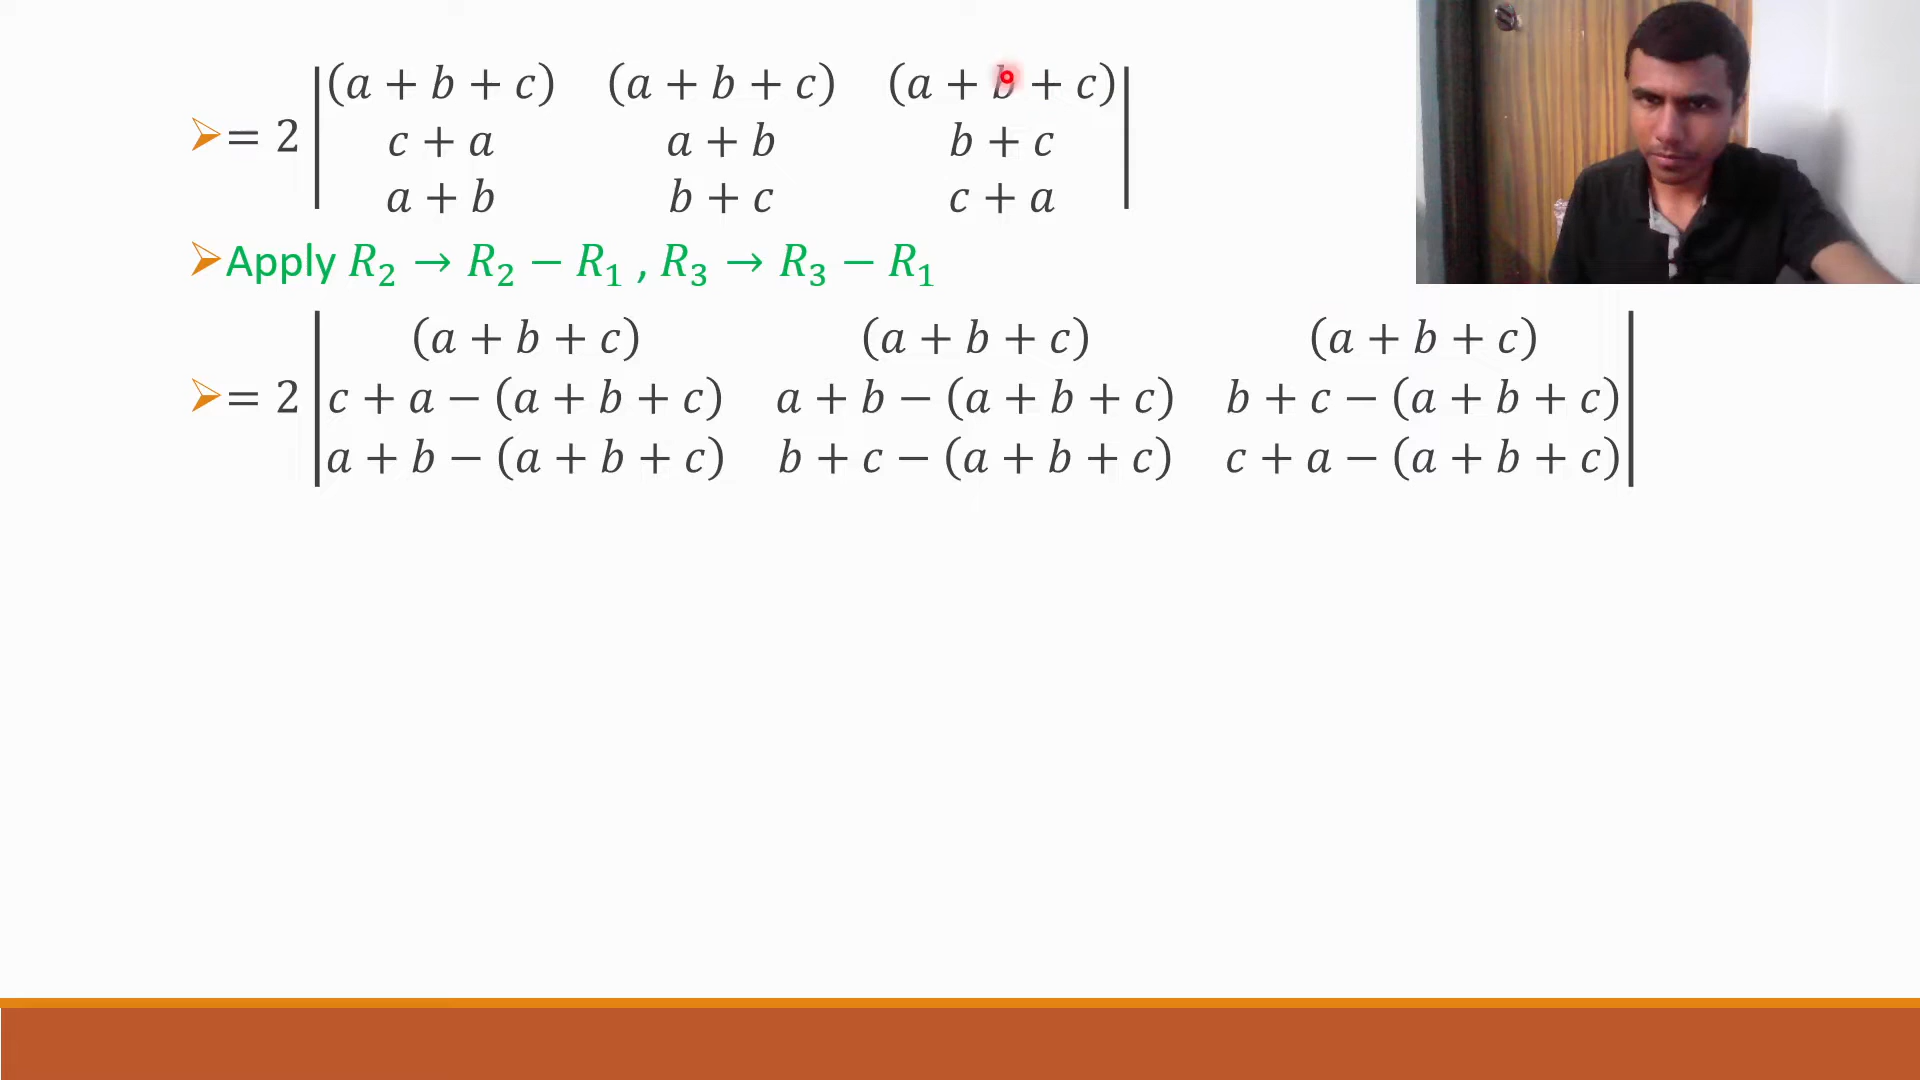 = 2 |(a + b + c) (a + b + c) (a + b + c)|
c + a a + b b + c
a + b b + c c + a
Apply R₂ → R₂ − R₁ , R₃ → R₃ − R₁
= 2 |(a + b + c) (a + b + c) (a + b + c)|
c + a − (a + b + c) a + b − (a + b + c) b + c − (a + b + c)
a + b − (a + b + c) b + c − (a + b + c) c + a − (a + b + c)